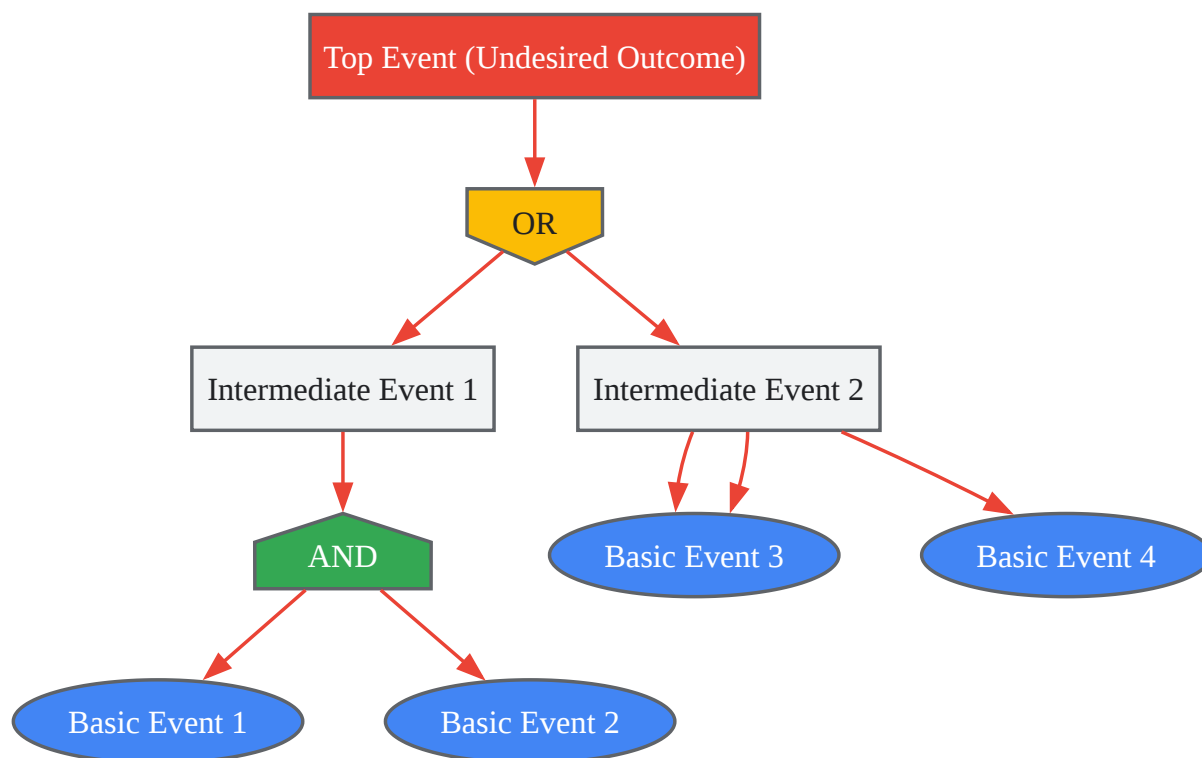 Top Event (Undesired Outcome)
OR
Intermediate Event 1
Intermediate Event 2
AND
Basic Event 3
Basic Event 4
Basic Event 1
Basic Event 2